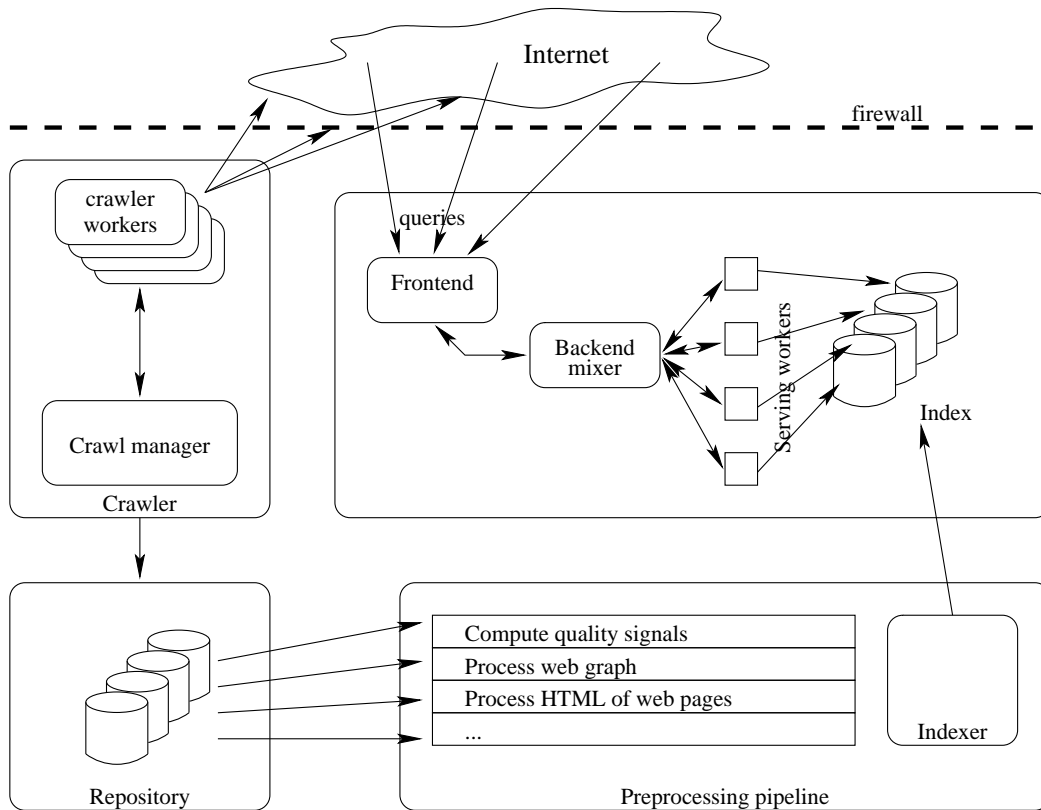 Internet
firewall
crawler
workers
queries
Frontend
Backend
mixer
Serving workers
Index
Crawl manager
Crawler
Compute quality signals
Process web graph
Process HTML of web pages
...
Indexer
Repository
Preprocessing pipeline